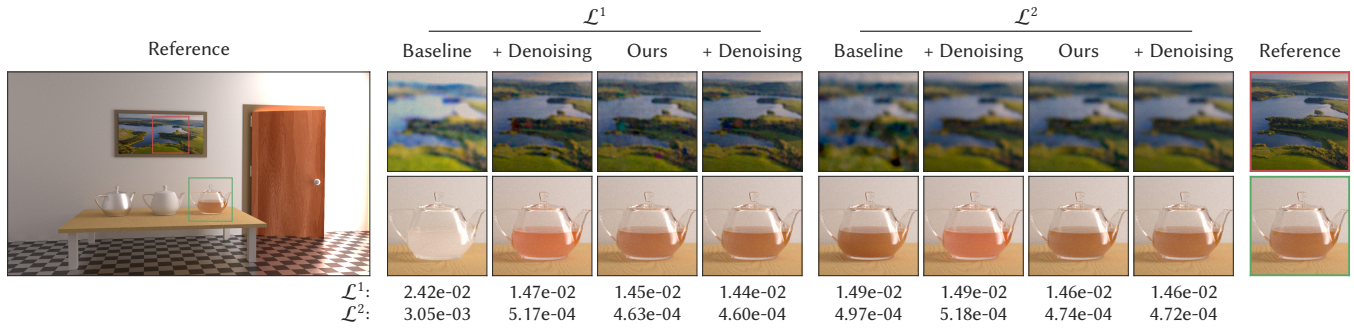 ℒ¹ ℒ²
Reference Baseline + Denoising Ours + Denoising Baseline + Denoising Ours + Denoising Reference
ℒ¹: 2.42e-02 1.47e-02 1.45e-02 1.44e-02 1.49e-02 1.49e-02 1.46e-02 1.46e-02
ℒ²: 3.05e-03 5.17e-04 4.63e-04 4.60e-04 4.97e-04 5.18e-04 4.74e-04 4.72e-04